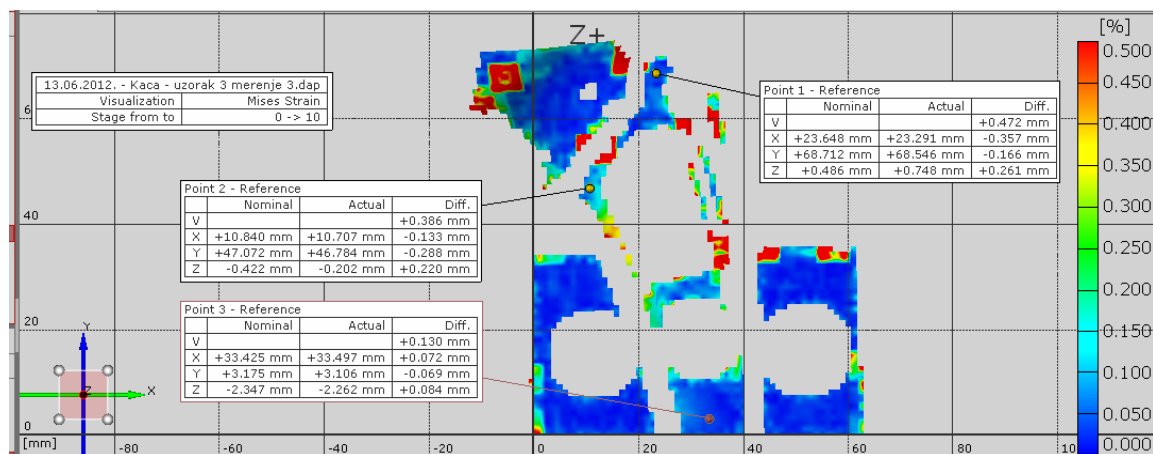 Z+
[%]
13.06.2012. - Kaca - uzorak 3 merenje 3.dap
Visualization Mises Strain
Stage from to 0 -> 10
Point 1 - Reference
Nominal Actual Diff.
V +0.472 mm
X +23.648 mm +23.291 mm -0.357 mm
Y +68.712 mm +68.546 mm -0.166 mm
Z +0.486 mm +0.748 mm +0.261 mm
Point 2 - Reference
Nominal Actual Diff.
V +0.386 mm
X +10.840 mm +10.707 mm -0.133 mm
Y +47.072 mm +46.784 mm -0.288 mm
Z -0.422 mm -0.202 mm +0.220 mm
Point 3 - Reference
Nominal Actual Diff.
V +0.130 mm
X +33.425 mm +33.497 mm +0.072 mm
Y +3.175 mm +3.106 mm -0.069 mm
Z -2.347 mm -2.262 mm +0.084 mm
0.500
0.450
0.400
0.350
0.300
0.250
0.200
0.150
0.100
0.050
0.000
40
20
0
Y
Z
X
[mm]
-80
-60
-40
-20
0
20
40
60
80